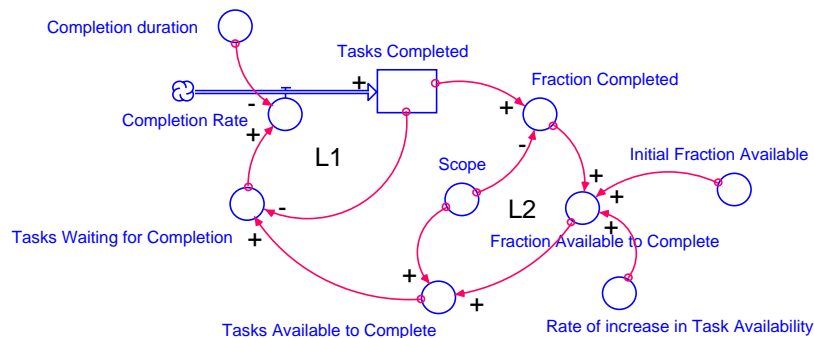 Completion duration
Tasks Completed
+
Fraction Completed
-
+
Completion Rate
+
L1
-
Scope
Initial Fraction Available
+
+
-
L2
Tasks Waiting for Completion
+
Fraction Available to Complete
+
+
+
Tasks Available to Complete
Rate of increase in Task Availability